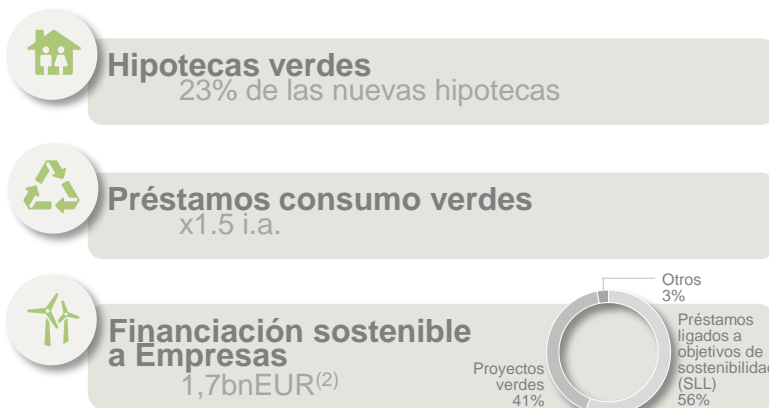 Hipotecas verdes
23% de las nuevas hipotecas
Préstamos consumo verdes
x1.5 i.a.
Financiación sostenible
a Empresas
1,7bnEUR(2)
Otros
3%
Préstamos
ligados a
objetivos de
sostenibilidad
(SLL)
56%
Proyectos
verdes
41%